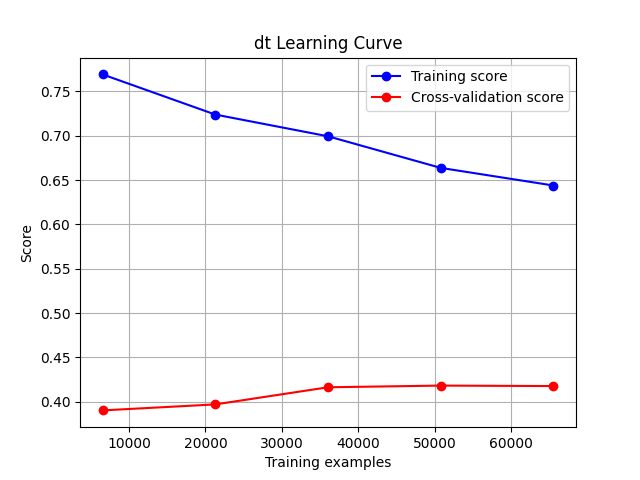 dt Learning Curve
Training score
Cross-validation score
Score
0.75
0.70
0.65
0.60
0.55
0.50
0.45
0.40
10000 20000 30000 40000 50000 60000
Training examples